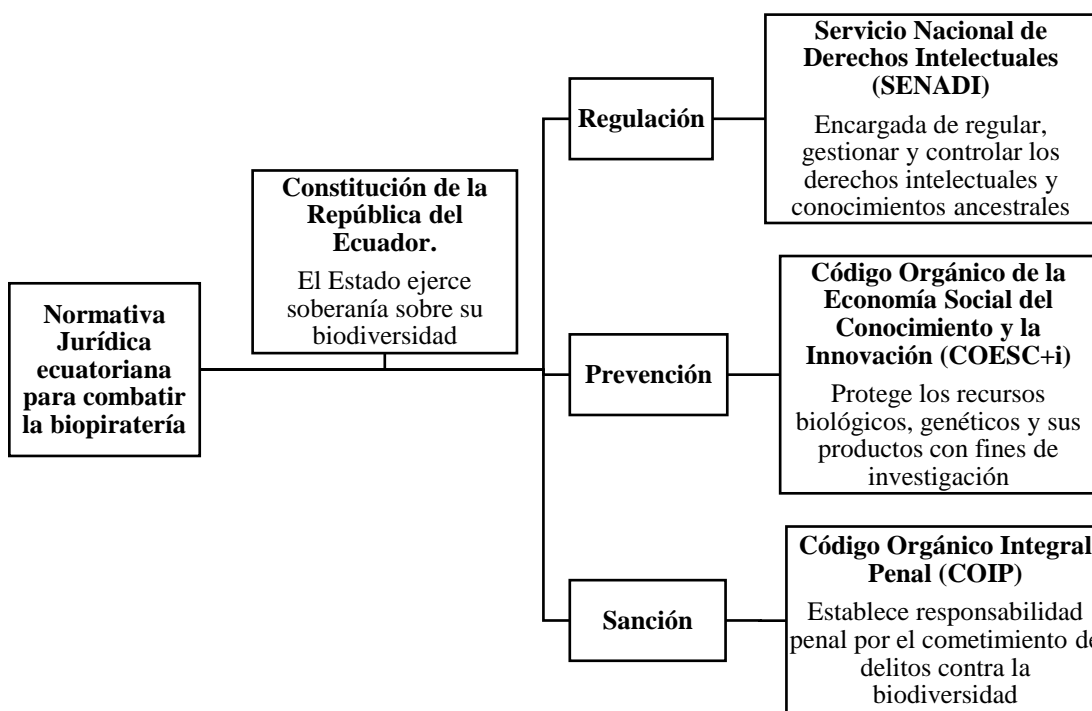 Normativa
Jurídica
ecuatoriana
para combatir
la biopiratería
Constitución de la
República del
Ecuador.
El Estado ejerce
soberanía sobre su
biodiversidad
Regulación
Servicio Nacional de
Derechos Intelectuales
(SENADI)
Encargada de regular,
gestionar y controlar los
derechos intelectuales y
conocimientos ancestrales
Prevención
Código Orgánico de la
Economía Social del
Conocimiento y la
Innovación (COESC+i)
Protege los recursos
biológicos, genéticos y sus
productos con fines de
investigación
Sanción
Código Orgánico Integral
Penal (COIP)
Establece responsabilidad
penal por el cometimiento de
delitos contra la
biodiversidad